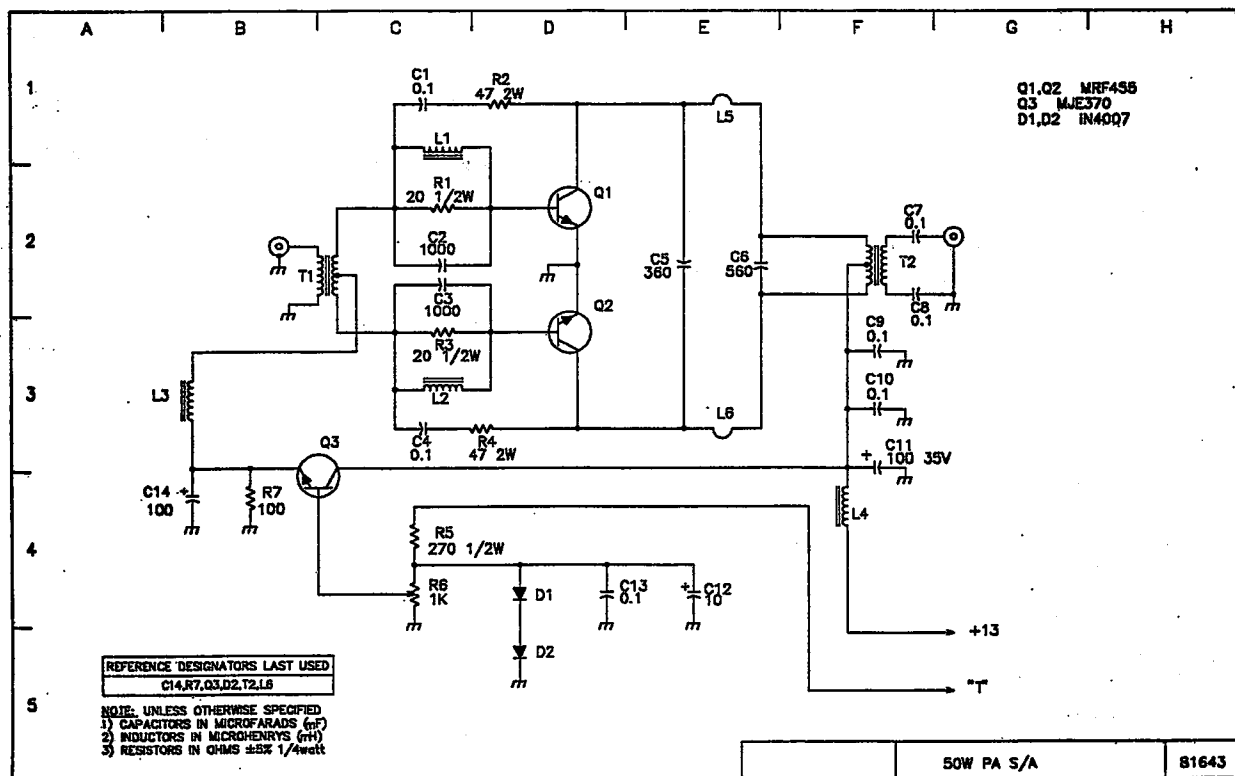 A B C D E F G H
1
C1
0.1
R2
47 2W
Q1,Q2 MRF455
Q3 MJE370
D1,D2 IN4007
L5
L1
R1
20 1/2W
Q1
2
C2
1000
T1
C5
360
C6
560
C7
0.1
T2
C3
1000
Q2
C8
0.1
R3
20 1/2W
C9
0.1
3
L3
L2
C10
0.1
L6
C4
0.1
R4
47 2W
Q3
C11
+ 100 35V
C14 +
100
R7
100
L4
R5
270 1/2W
4
R6
1K
D1
C13
0.1
+ C12
10
+13
D2
"T"
REFERENCE DESIGNATORS LAST USED
C14,R7,Q3,D2,T2,L6
5
NOTE: UNLESS OTHERWISE SPECIFIED
1) CAPACITORS IN MICROFARADS (mF)
2) INDUCTORS IN MICROHENRYS (mH)
3) RESISTORS IN OHMS ±5% 1/4watt
50W PA S/A
81643